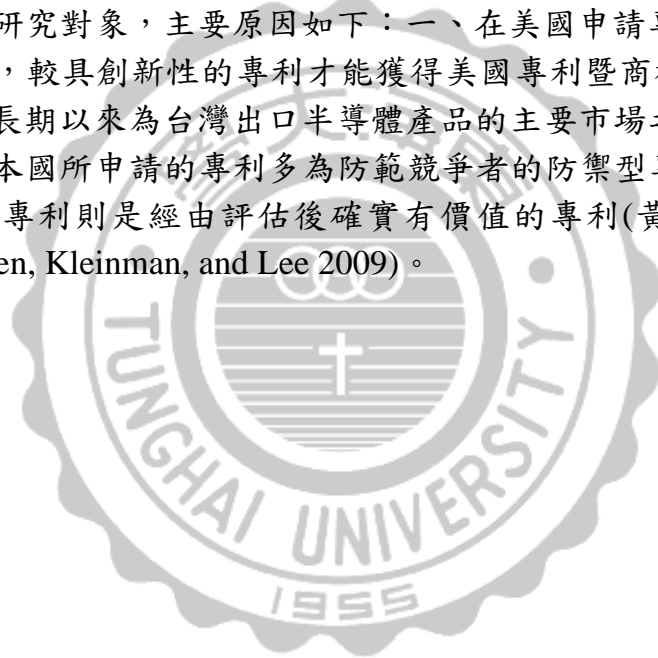 研究對象，主要原因如下：一、在美國申請專
，較具創新性的專利才能獲得美國專利暨商標
長期以來為台灣出口半導體產品的主要市場之
本國所申請的專利多為防範競爭者的防禦型專
專利則是經由評估後確實有價值的專利(黃
en, Kleinman, and Lee 2009)。
TUNGHAI UNIVERSITY
1955